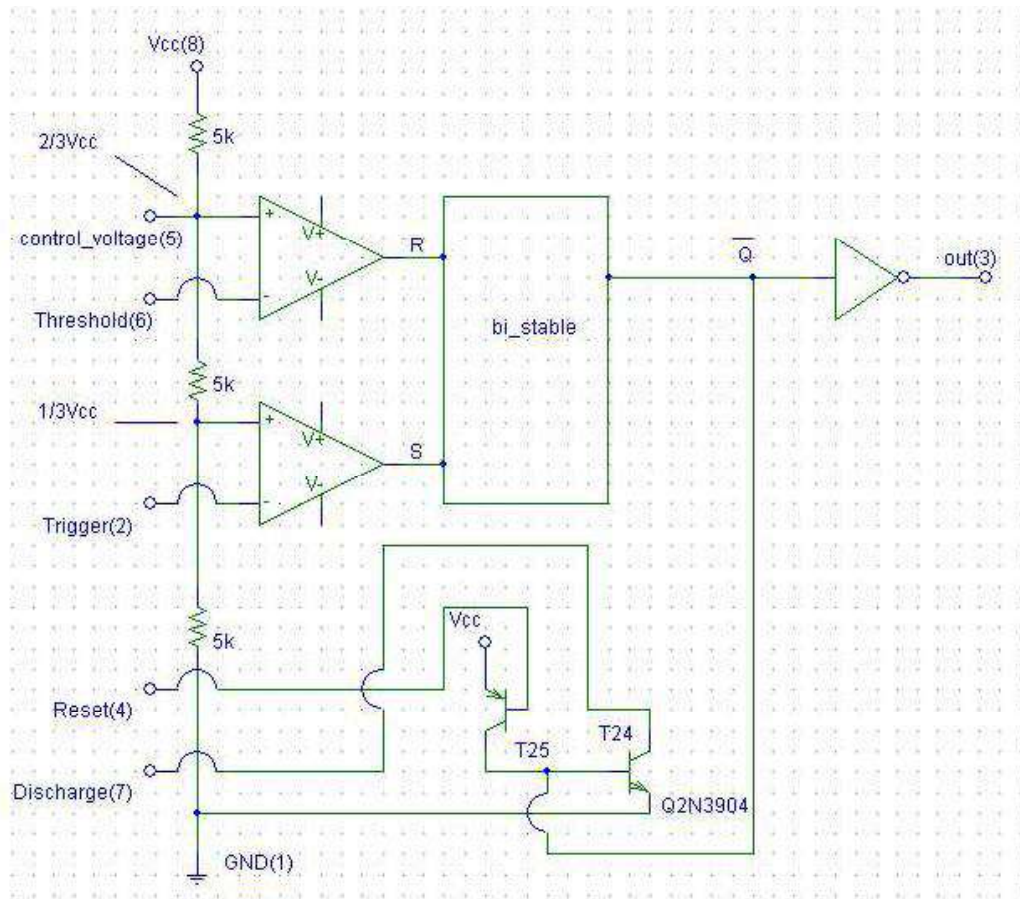 Vcc(8)
5k
2/3Vcc
control_voltage(5)
+
V+
V-
-
R
Threshold(6)
Q
out(3)
bi_stable
5k
1/3Vcc
+
V+
V-
-
S
Trigger(2)
5k
Vcc
Reset(4)
T25
T24
Discharge(7)
Q2N3904
GND(1)